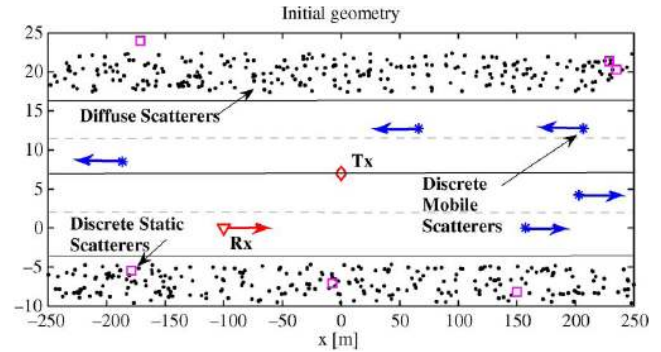 Initial geometry
25
20
15
10
5
0
−5
−10
Diffuse Scatterers
Tx
Discrete
Mobile
Scatterers
Discrete Static
Scatterers
Rx
−250 −200 −150 −100 −50 0 50 100 150 200 250
x [m]